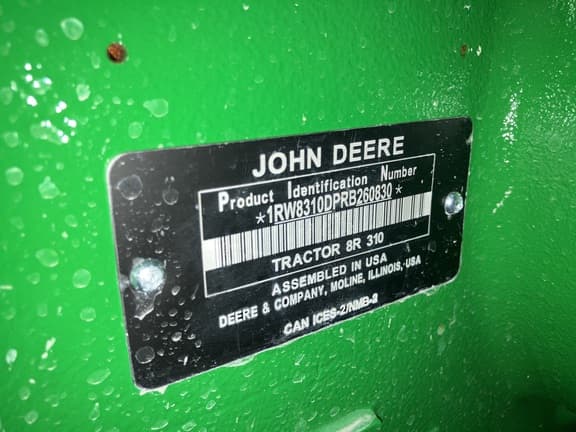 JOHN DEERE
Product Identification Number
*1RW8310DPRB260830*
TRACTOR 8R 310
ASSEMBLED IN USA
DEERE & COMPANY, MOLINE, ILLINOIS, USA
CAN ICES-2/NMB-2